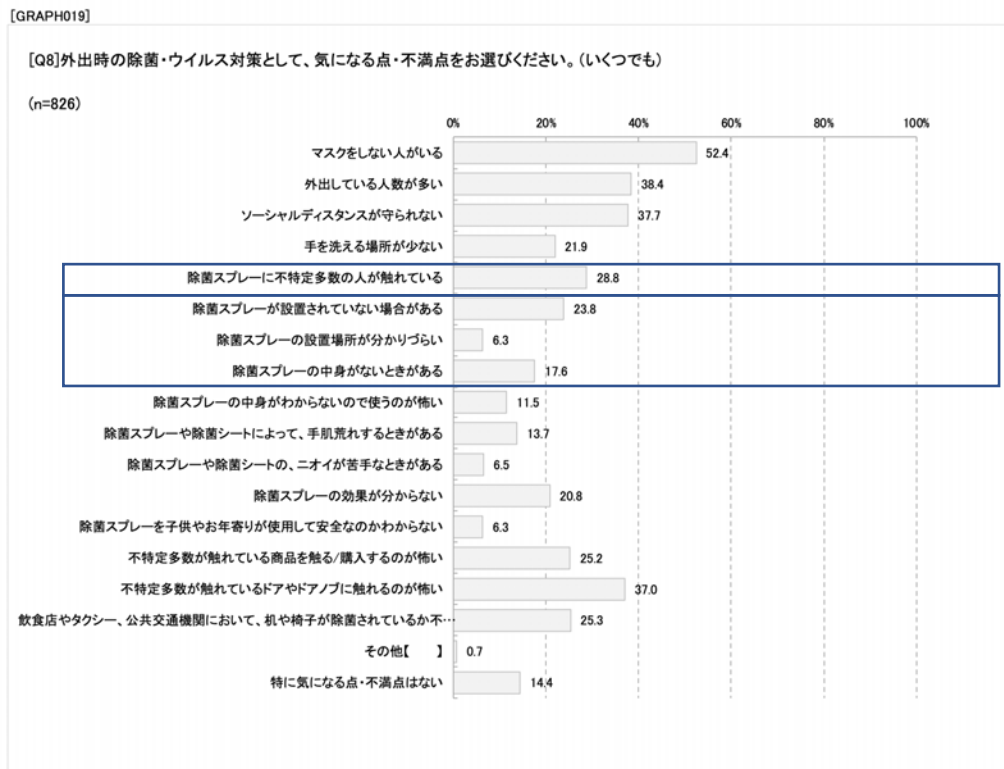 [GRAPH019]
[Q8]外出時の除菌・ウイルス対策として、気になる点・不満点をお選びください。(いくつでも)
(n=826)
0% 20% 40% 60% 80% 100%
マスクをしない人がいる 52.4
外出している人数が多い 38.4
ソーシャルディスタンスが守られない 37.7
手を洗える場所が少ない 21.9
除菌スプレーに不特定多数の人が触れている 28.8
除菌スプレーが設置されていない場合がある 23.8
除菌スプレーの設置場所が分かりづらい 6.3
除菌スプレーの中身がないときがある 17.6
除菌スプレーの中身がわからないので使うのが怖い 11.5
除菌スプレーや除菌シートによって、手肌荒れするときがある 13.7
除菌スプレーや除菌シートの、ニオイが苦手なときがある 6.5
除菌スプレーの効果が分からない 20.8
除菌スプレーを子供やお年寄りが使用して安全なのかわからない 6.3
不特定多数が触れている商品を触る/購入するのが怖い 25.2
不特定多数が触れているドアやドアノブに触れるのが怖い 37.0
飲食店やタクシー、公共交通機関において、机や椅子が除菌されているか不… 25.3
その他【 】 0.7
特に気になる点・不満点はない 14.4